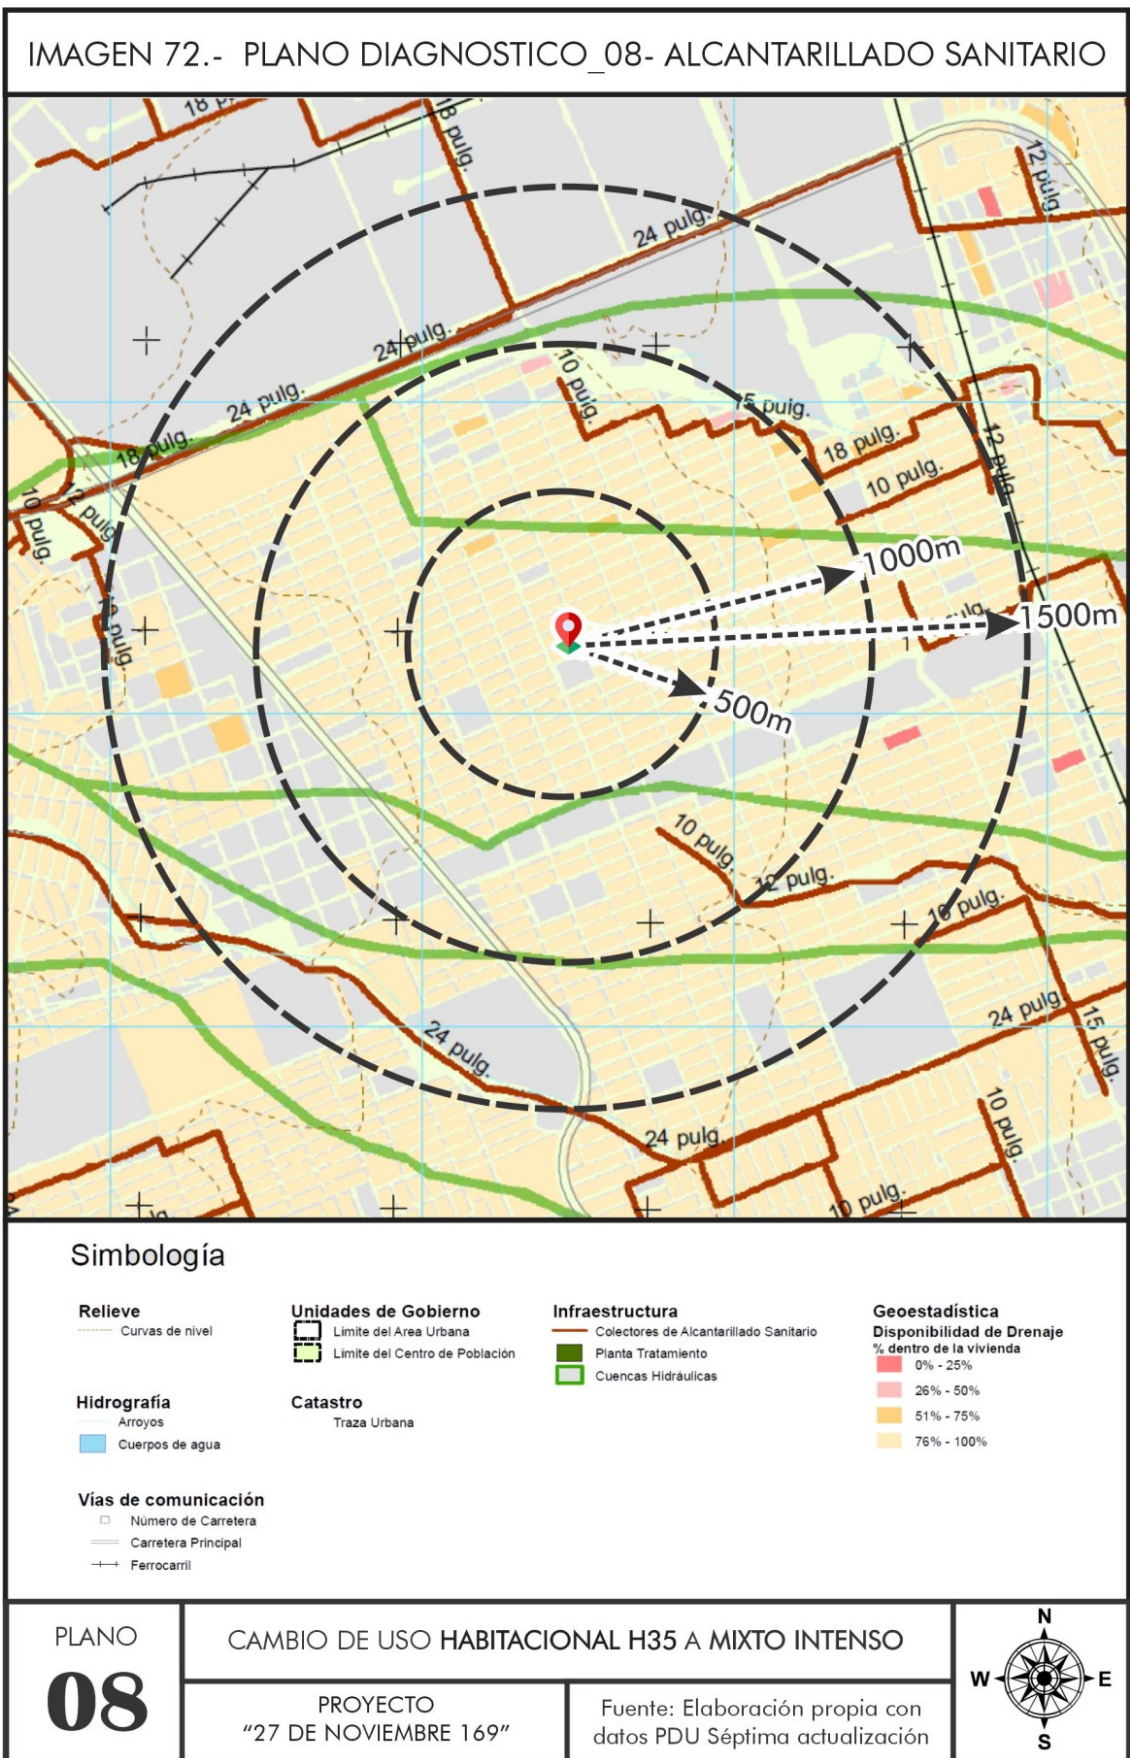 IMAGEN 72.- PLANO DIAGNOSTICO_08- ALCANTARILLADO SANITARIO
18 pulg.
12 pulg.
24 pulg.
24 pulg.
10 pulg.
24 pulg.
18 pulg.
18 pulg.
12 pulg.
10 pulg.
10 pulg.
12 pulg.
1000m
1500m
500m
10 pulg.
12 pulg.
10 pulg.
24 pulg.
24 pulg.
15 pulg.
24 pulg.
10 pulg.
10 pulg.
Simbología
Relieve
Curvas de nivel
Hidrografía
Arroyos
Cuerpos de agua
Vías de comunicación
Número de Carretera
Carretera Principal
Ferrocarril
Unidades de Gobierno
Límite del Area Urbana
Límite del Centro de Población
Catastro
Traza Urbana
Infraestructura
Colectores de Alcantarillado Sanitario
Planta Tratamiento
Cuencas Hidráulicas
Geoestadística
Disponibilidad de Drenaje
% dentro de la vivienda
0% - 25%
26% - 50%
51% - 75%
76% - 100%
PLANO
08
CAMBIO DE USO HABITACIONAL H35 A MIXTO INTENSO
PROYECTO
"27 DE NOVIEMBRE 169"
Fuente: Elaboración propia con
datos PDU Séptima actualización
N
W
E
S